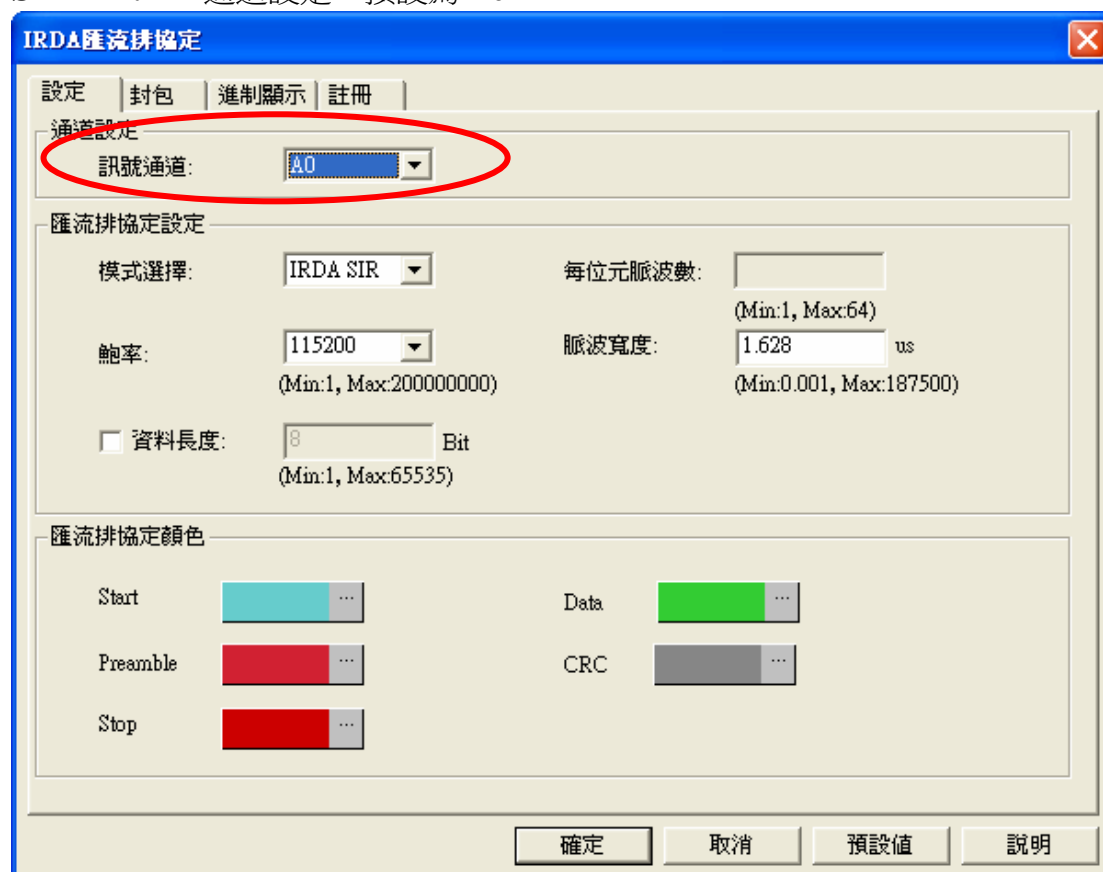 IRDA匯流排協定
設定 封包 進制顯示 註冊
通道設定
訊號通道: A0
匯流排協定設定
模式選擇: IRDA SIR 每位元脈波數:
(Min:1, Max:64)
鮑率: 115200 脈波寬度: 1.628 us
(Min:1, Max:200000000) (Min:0.001, Max:187500)
資料長度: 8 Bit
(Min:1, Max:65535)
匯流排協定顏色
Start ... Data ...
Preamble ... CRC ...
Stop ...
確定 取消 預設值 說明